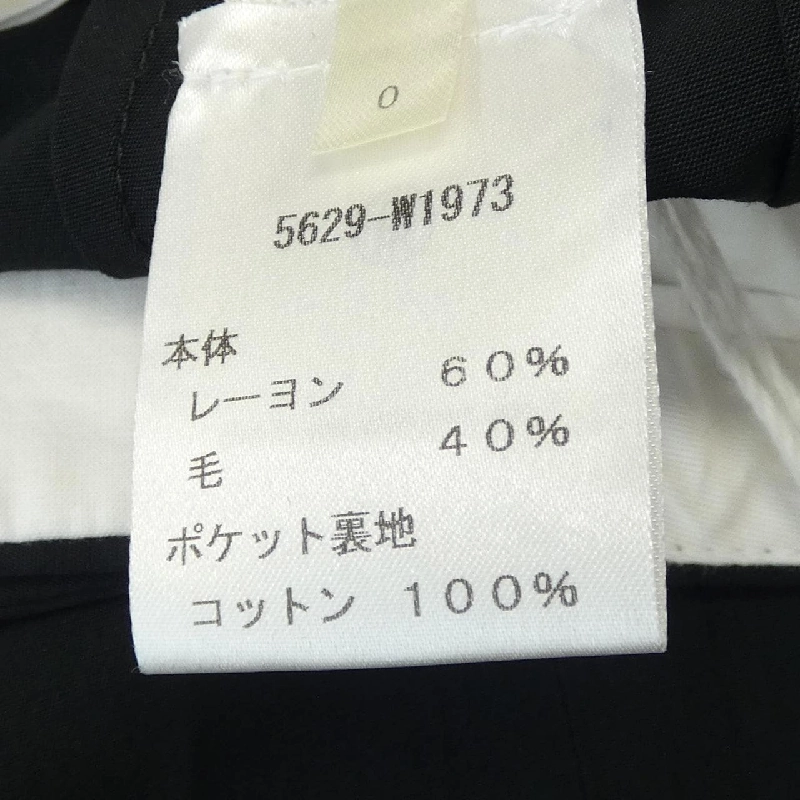 0
5629-W1973
本体
レーヨン 60%
毛 40%
ポケット裏地
コットン 100%